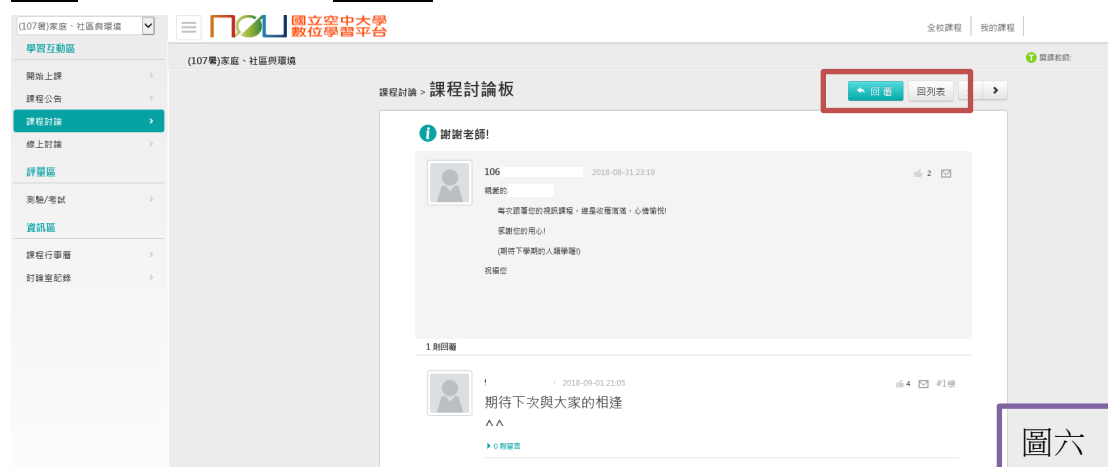 (107暑)家庭、社區與環境
國立空中大學
數位學習平台
全校課程
我的課程
學習互動區
(107暑)家庭、社區與環境
T 開課教師:
開始上課
課程公告
課程討論
線上討論
課程討論 > 課程討論板
回覆
回列表
謝謝老師!
評量區
測驗/考試
資訊區
課程行事曆
討論室記錄
106
2018-08-31 23:19
2
親愛的
每次跟著您的視訊課程，總是收穫滿滿、心情愉悅!
感謝您的用心!
(期待下學期的人類學喔!)
祝福您
1 則回覆
2018-09-01 21:05
4
#1樓
期待下次與大家的相逢
^^
0 則留言
圖六